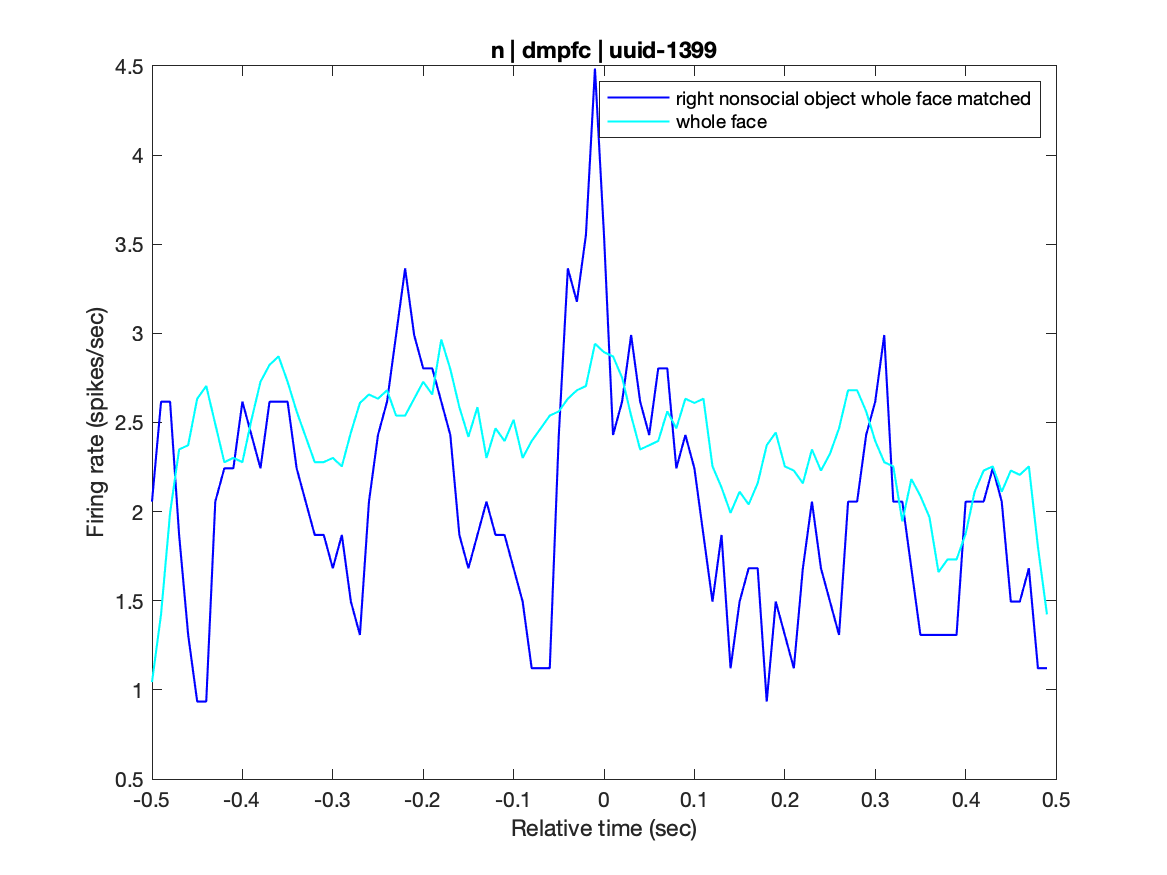 n | dmpfc | uuid-1399
right nonsocial object whole face matched
whole face
4.5
4
3.5
3
2.5
2
1.5
1
0.5
Firing rate (spikes/sec)
-0.5 -0.4 -0.3 -0.2 -0.1 0 0.1 0.2 0.3 0.4 0.5
Relative time (sec)